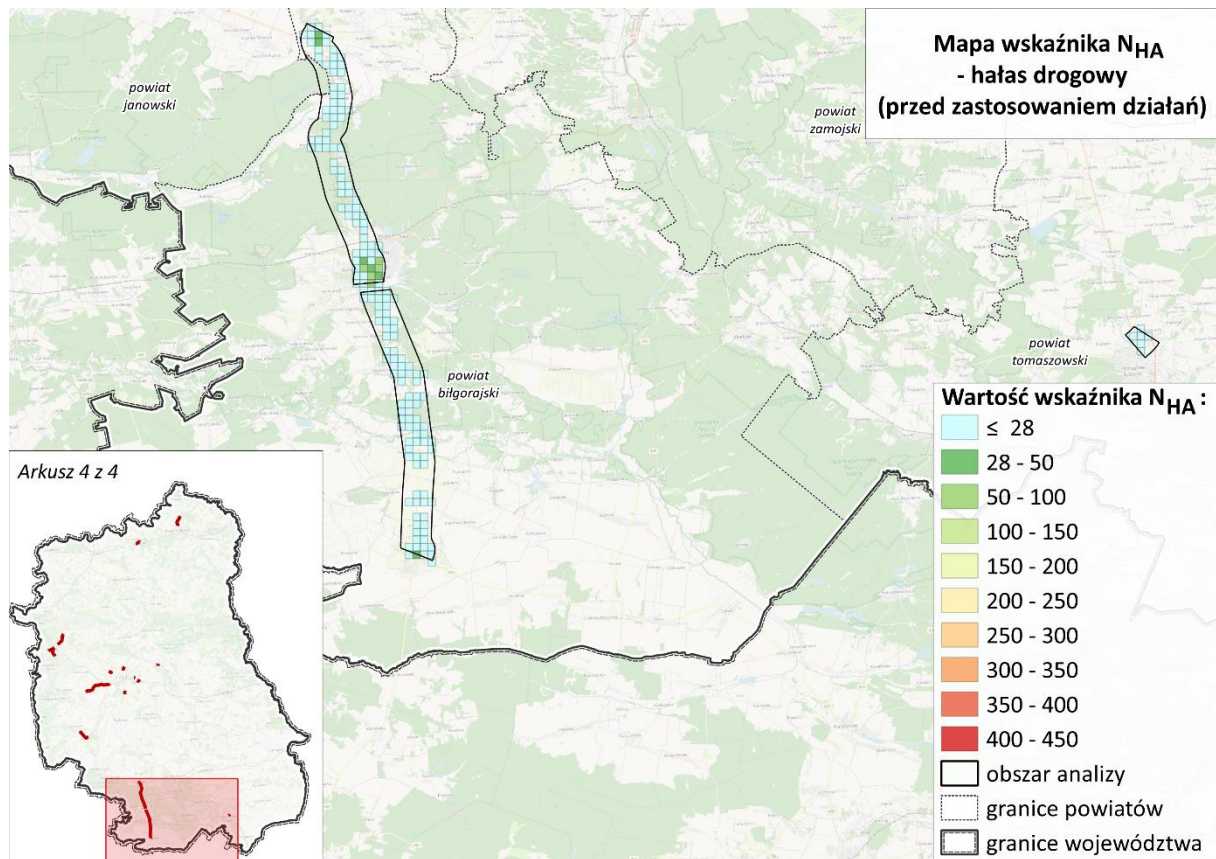 Mapa wskaźnika NHA
- hałas drogowy
(przed zastosowaniem działań)
powiat
janowski
powiat
zamojski
powiat
biłgorajski
powiat
tomaszowski
Wartość wskaźnika NHA :
≤ 28
28 - 50
50 - 100
100 - 150
150 - 200
200 - 250
250 - 300
300 - 350
350 - 400
400 - 450
obszar analizy
granice powiatów
granice województwa
Arkusz 4 z 4